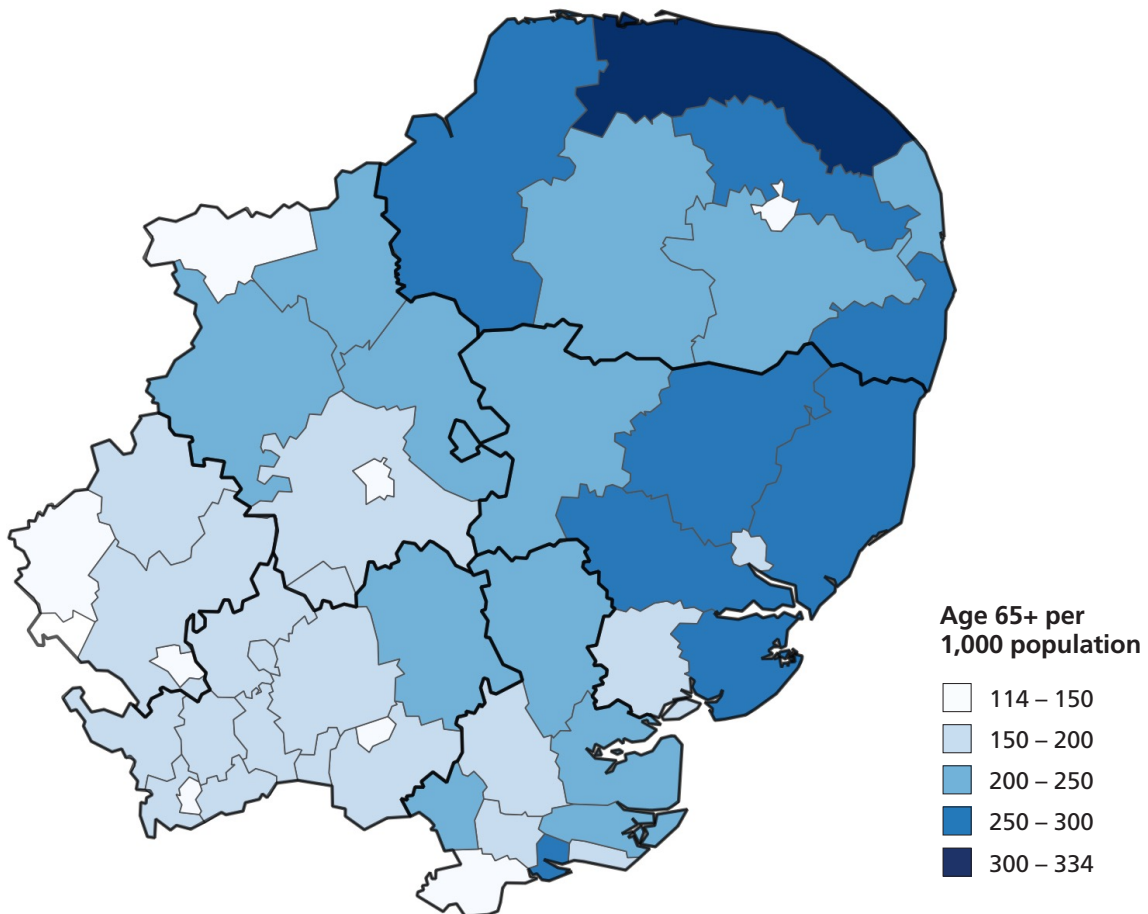 Age 65+ per
1,000 population
114 – 150
150 – 200
200 – 250
250 – 300
300 – 334